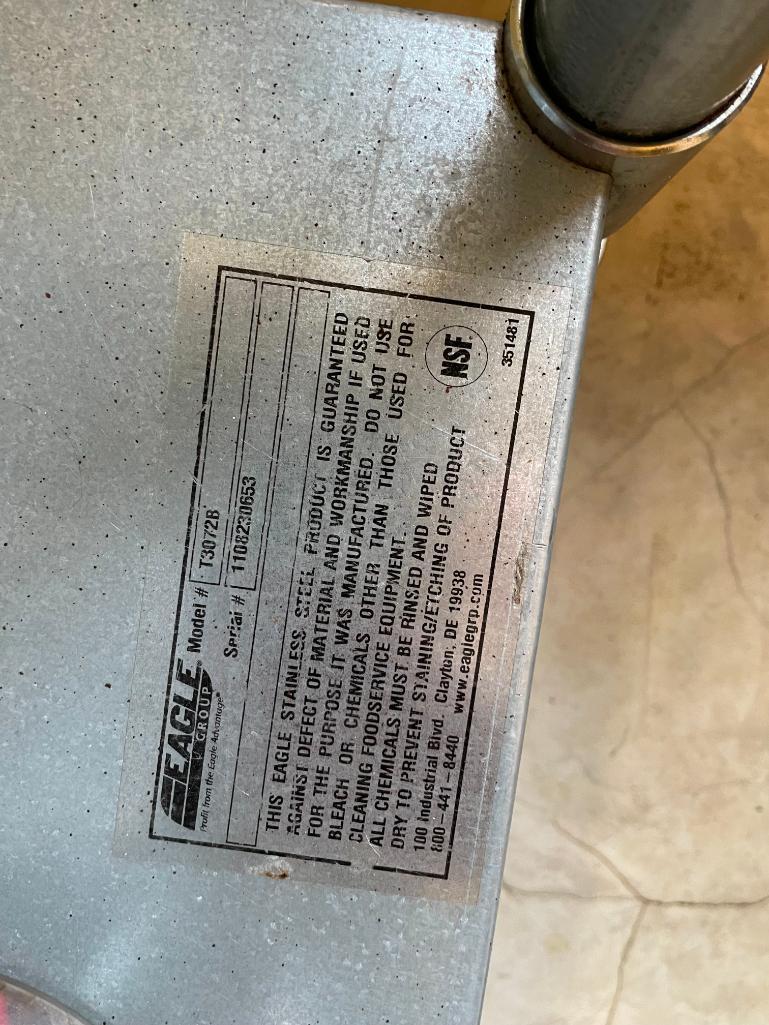 EAGLE
GROUP®
Profit from the Eagle Advantage®
Model # T3072B
Serial # 1108230653
THIS EAGLE STAINLESS STEEL PRODUCT IS GUARANTEED
AGAINST DEFECT OF MATERIAL AND WORKMANSHIP IF USED
FOR THE PURPOSE IT WAS MANUFACTURED. DO NOT USE
BLEACH OR CHEMICALS OTHER THAN THOSE USED FOR
CLEANING FOODSERVICE EQUIPMENT.
ALL CHEMICALS MUST BE RINSED AND WIPED
DRY TO PREVENT STAINING/ETCHING OF PRODUCT
100 Industrial Blvd. Clayton, DE 19938
800-441-8440 www.eaglegrp.com
NSF
351481